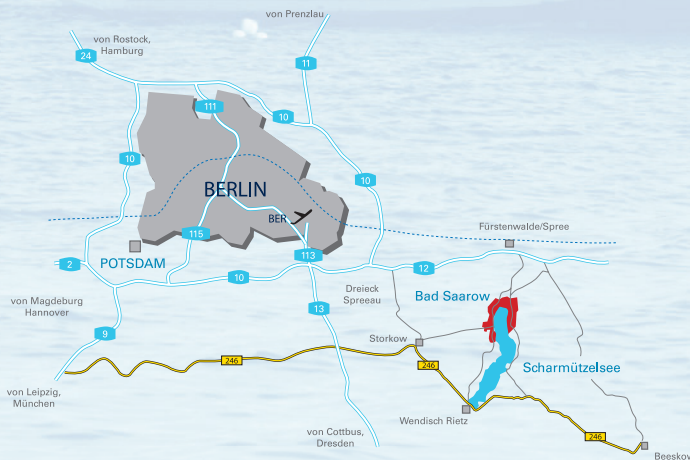 von Prenzlau
von Rostock,
Hamburg
24
11
111
10
10
10
BERLIN
BER
Fürstenwalde/Spree
115
POTSDAM
113
2
12
10
Dreieck
Spreeau
Bad Saarow
von Magdeburg
Hannover
13
9
Storkow
246
246
Scharmützelsee
von Leipzig,
München
Wendisch Rietz
von Cottbus,
Dresden
246
Beeskow